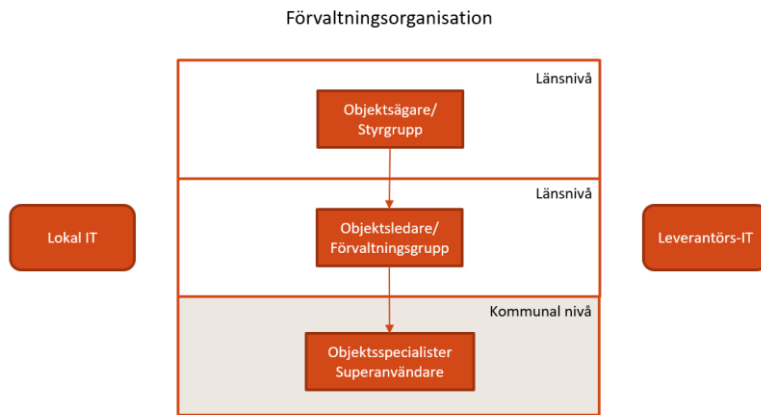 Förvaltningsorganisation
Länsnivå
Objektsägare/
Styrgrupp
Länsnivå
Lokal IT
Objektsledare/
Förvaltningsgrupp
Leverantörs-IT
Kommunal nivå
Objektsspecialister
Superanvändare